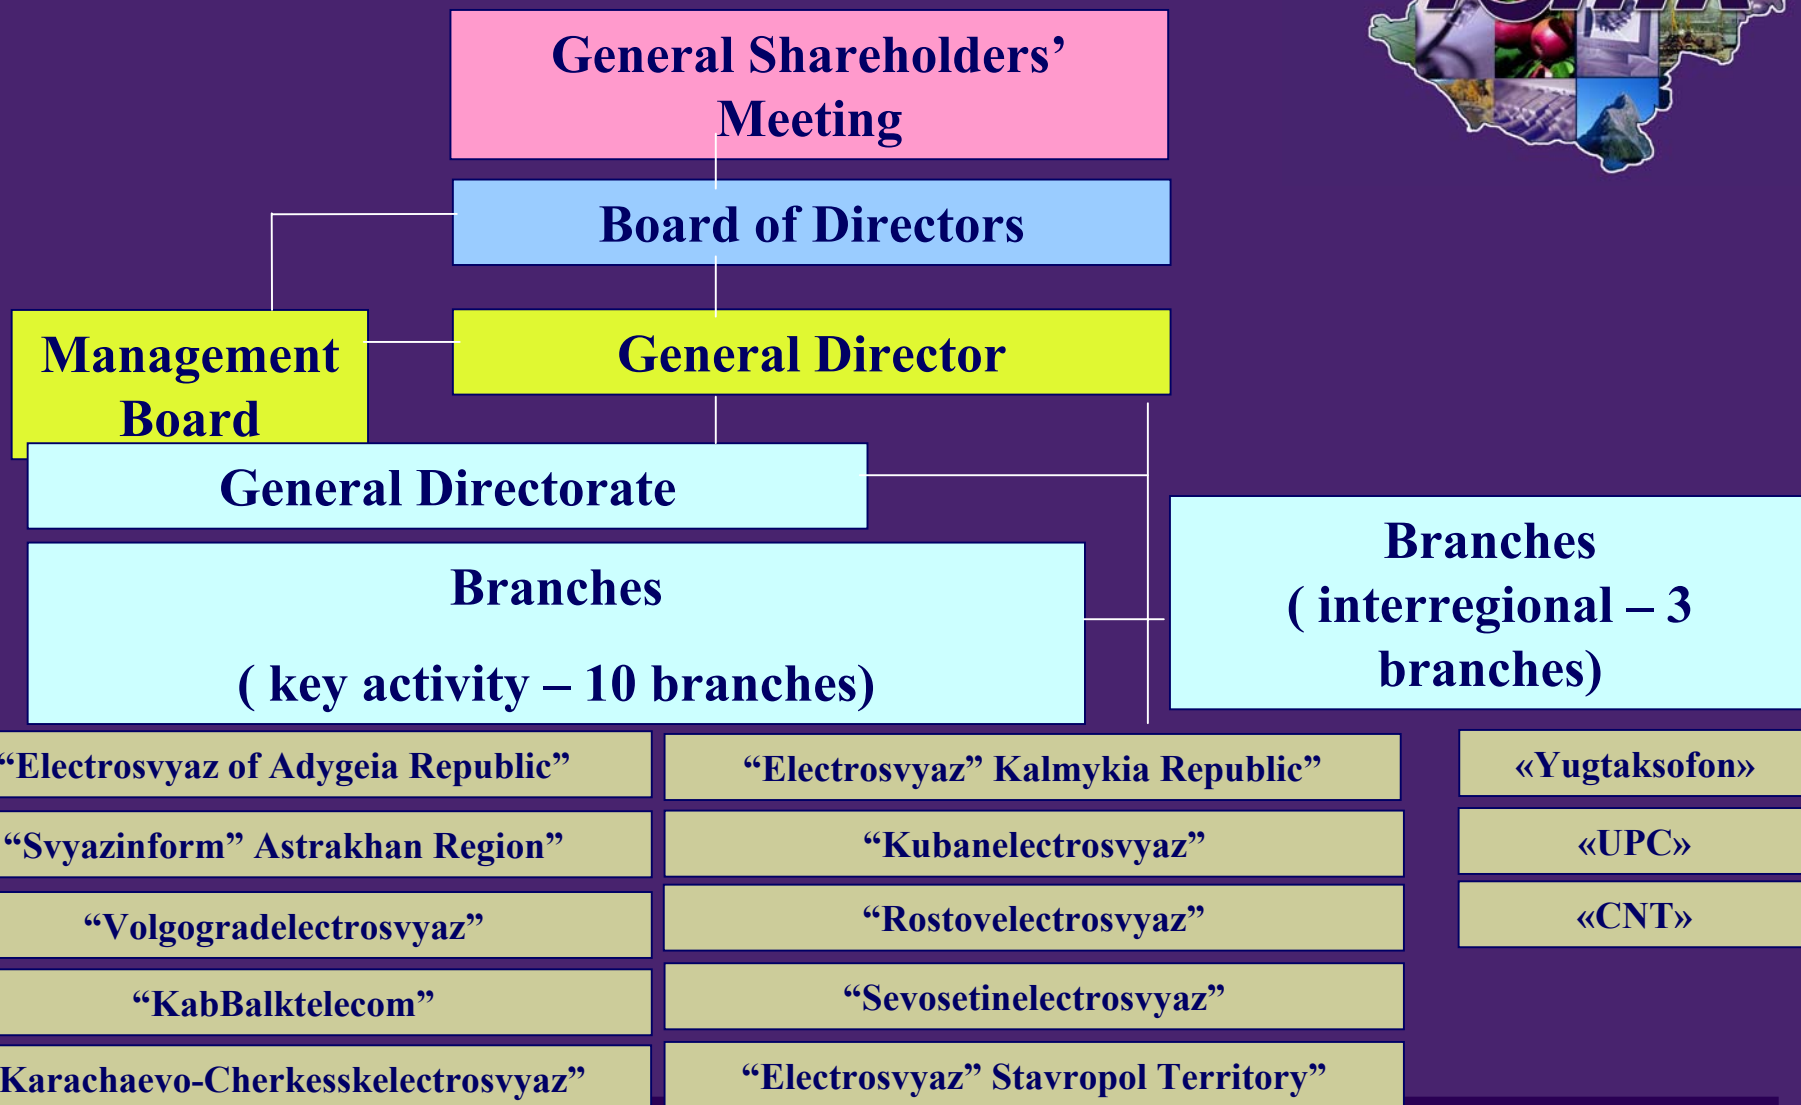 General Shareholders’
Meeting
Board of Directors
Management
Board
General Director
General Directorate
Branches
( key activity – 10 branches)
Branches
( interregional – 3
branches)
“Electrosvyaz of Adygeia Republic”
“Electrosvyaz” Kalmykia Republic”
«Yugtaksofon»
“Svyazinform” Astrakhan Region”
“Kubanelectrosvyaz”
«UPC»
“Volgogradelectrosvyaz”
“Rostovelectrosvyaz”
«CNT»
“KabBalktelecom”
“Sevosetinelectrosvyaz”
Karachaevo-Cherkesskelectrosvyaz”
“Electrosvyaz” Stavropol Territory”